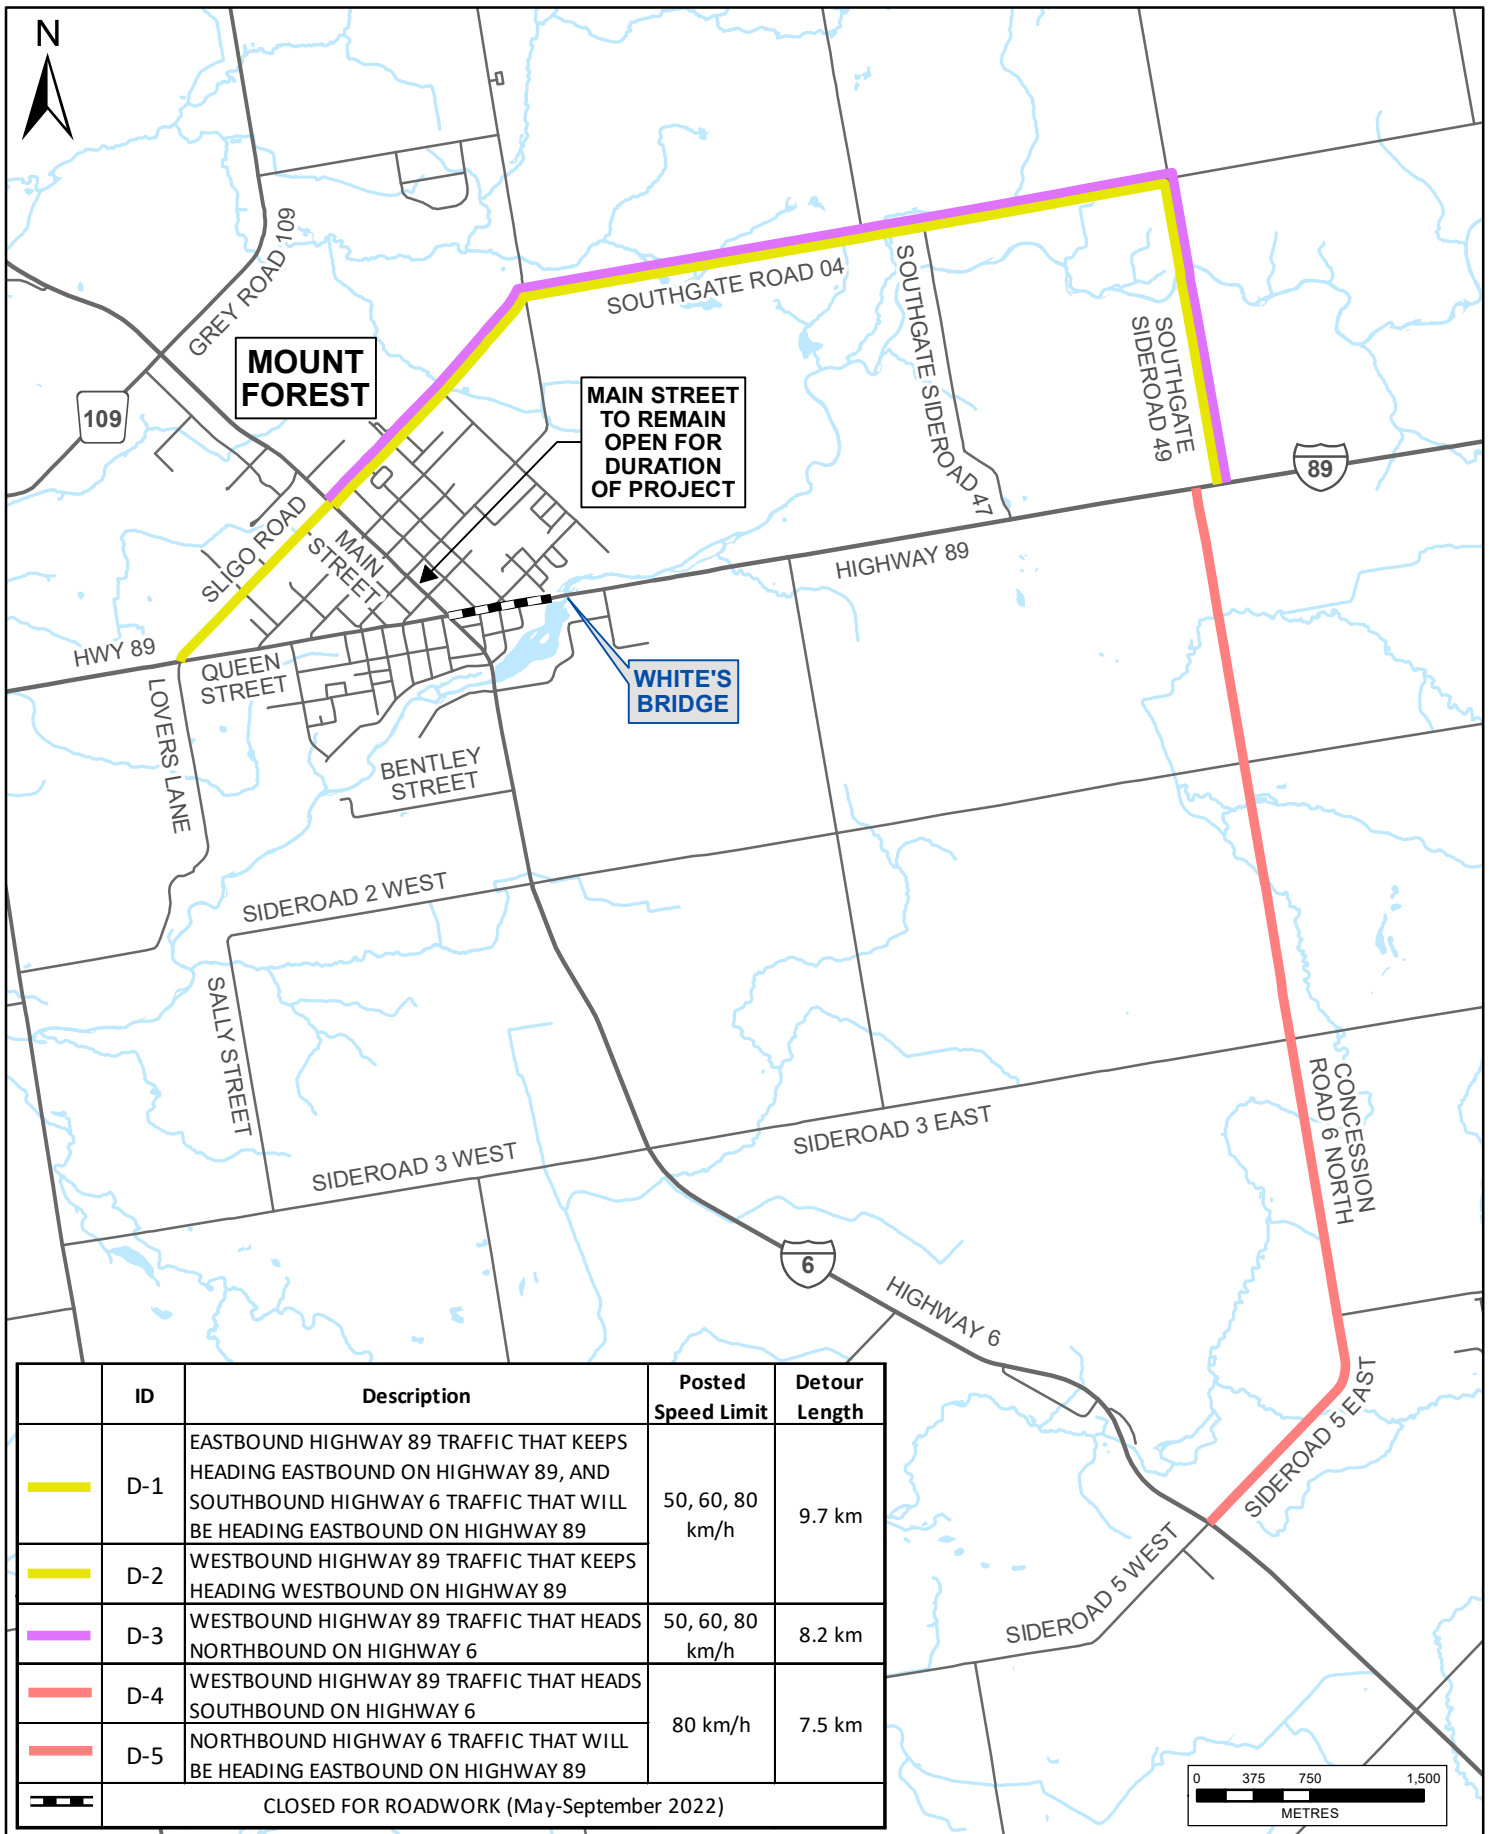 N
GREY ROAD 109
109
MOUNT
FOREST
MAIN STREET
TO REMAIN
OPEN FOR
DURATION
OF PROJECT
SOUTHGATE ROAD 04
SOUTHGATE SIDEROAD 47
SOUTHGATE
SIDEROAD 49
89
HIGHWAY 89
SLIGO ROAD
MAIN
STREET
HWY 89
QUEEN
STREET
WHITE'S
BRIDGE
LOVERS LANE
BENTLEY
STREET
SIDEROAD 2 WEST
SALLY STREET
SIDEROAD 3 WEST
SIDEROAD 3 EAST
CONCESSION
ROAD 6 NORTH
6
HIGHWAY 6
SIDEROAD 5 EAST
SIDEROAD 5 WEST
ID Description Posted Speed Limit Detour Length
D-1 EASTBOUND HIGHWAY 89 TRAFFIC THAT KEEPS
HEADING EASTBOUND ON HIGHWAY 89, AND
SOUTHBOUND HIGHWAY 6 TRAFFIC THAT WILL
BE HEADING EASTBOUND ON HIGHWAY 89
50, 60, 80
km/h
9.7 km
D-2 WESTBOUND HIGHWAY 89 TRAFFIC THAT KEEPS
HEADING WESTBOUND ON HIGHWAY 89
D-3 WESTBOUND HIGHWAY 89 TRAFFIC THAT HEADS
NORTHBOUND ON HIGHWAY 6
50, 60, 80
km/h
8.2 km
D-4 WESTBOUND HIGHWAY 89 TRAFFIC THAT HEADS
SOUTHBOUND ON HIGHWAY 6
80 km/h
7.5 km
D-5 NORTHBOUND HIGHWAY 6 TRAFFIC THAT WILL
BE HEADING EASTBOUND ON HIGHWAY 89
CLOSED FOR ROADWORK (May-September 2022)
0 375 750 1,500
METRES